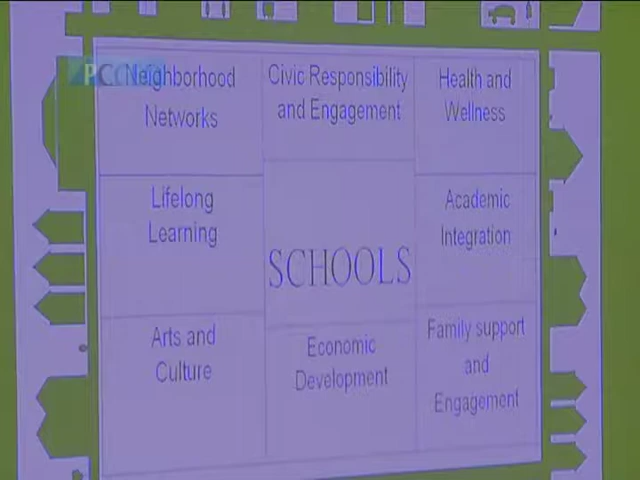 Neighborhood
Networks
Civic Responsibility
and Engagement
Health and
Wellness
Lifelong
Learning
SCHOOLS
Academic
Integration
Arts and
Culture
Economic
Development
Family support
and
Engagement